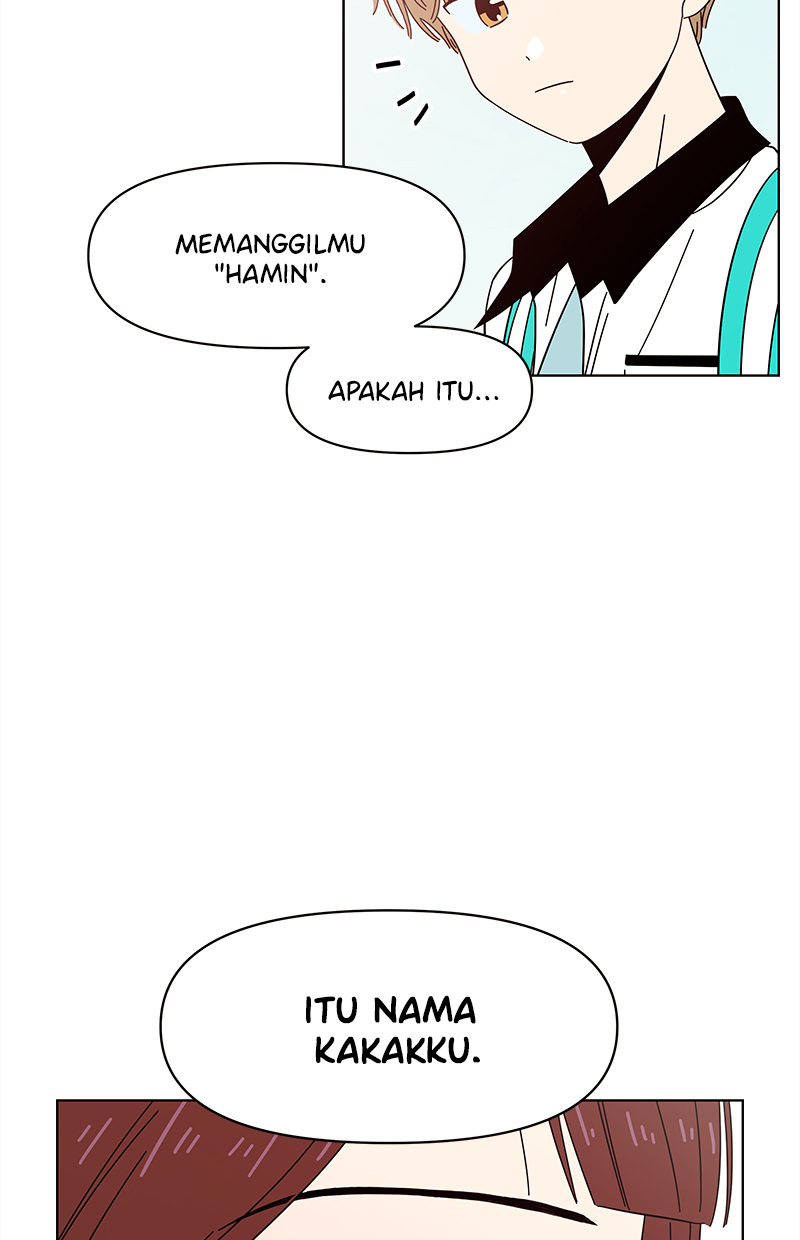 MEMANGGILMU
"HAMIN".
APAKAH ITU...
ITU NAMA
KAKAKKU.